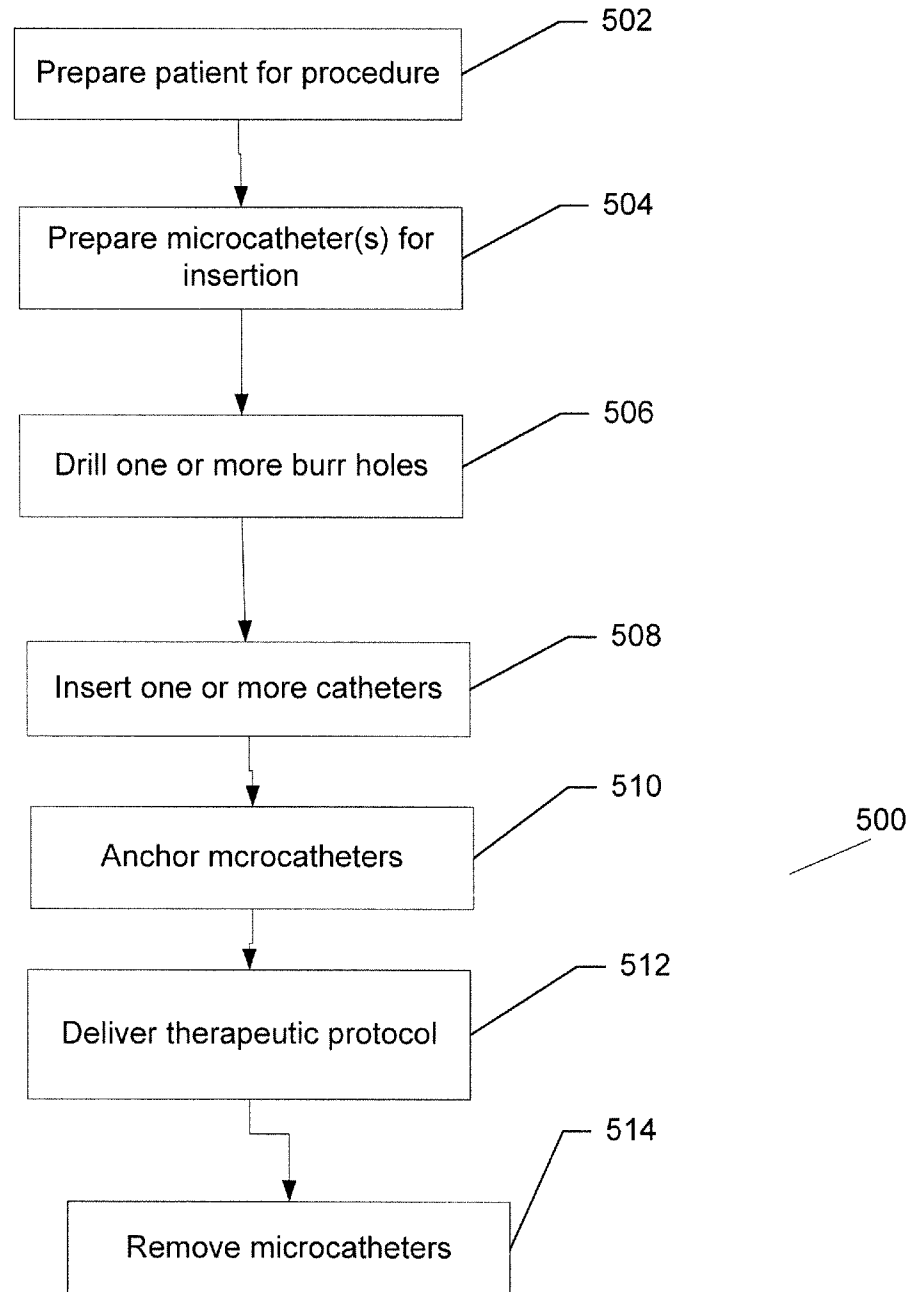 502
Prepare patient for procedure
504
Prepare microcatheter(s) for
insertion
506
Drill one or more burr holes
508
Insert one or more catheters
510
Anchor mcrocatheters
500
512
Deliver therapeutic protocol
514
Remove microcatheters